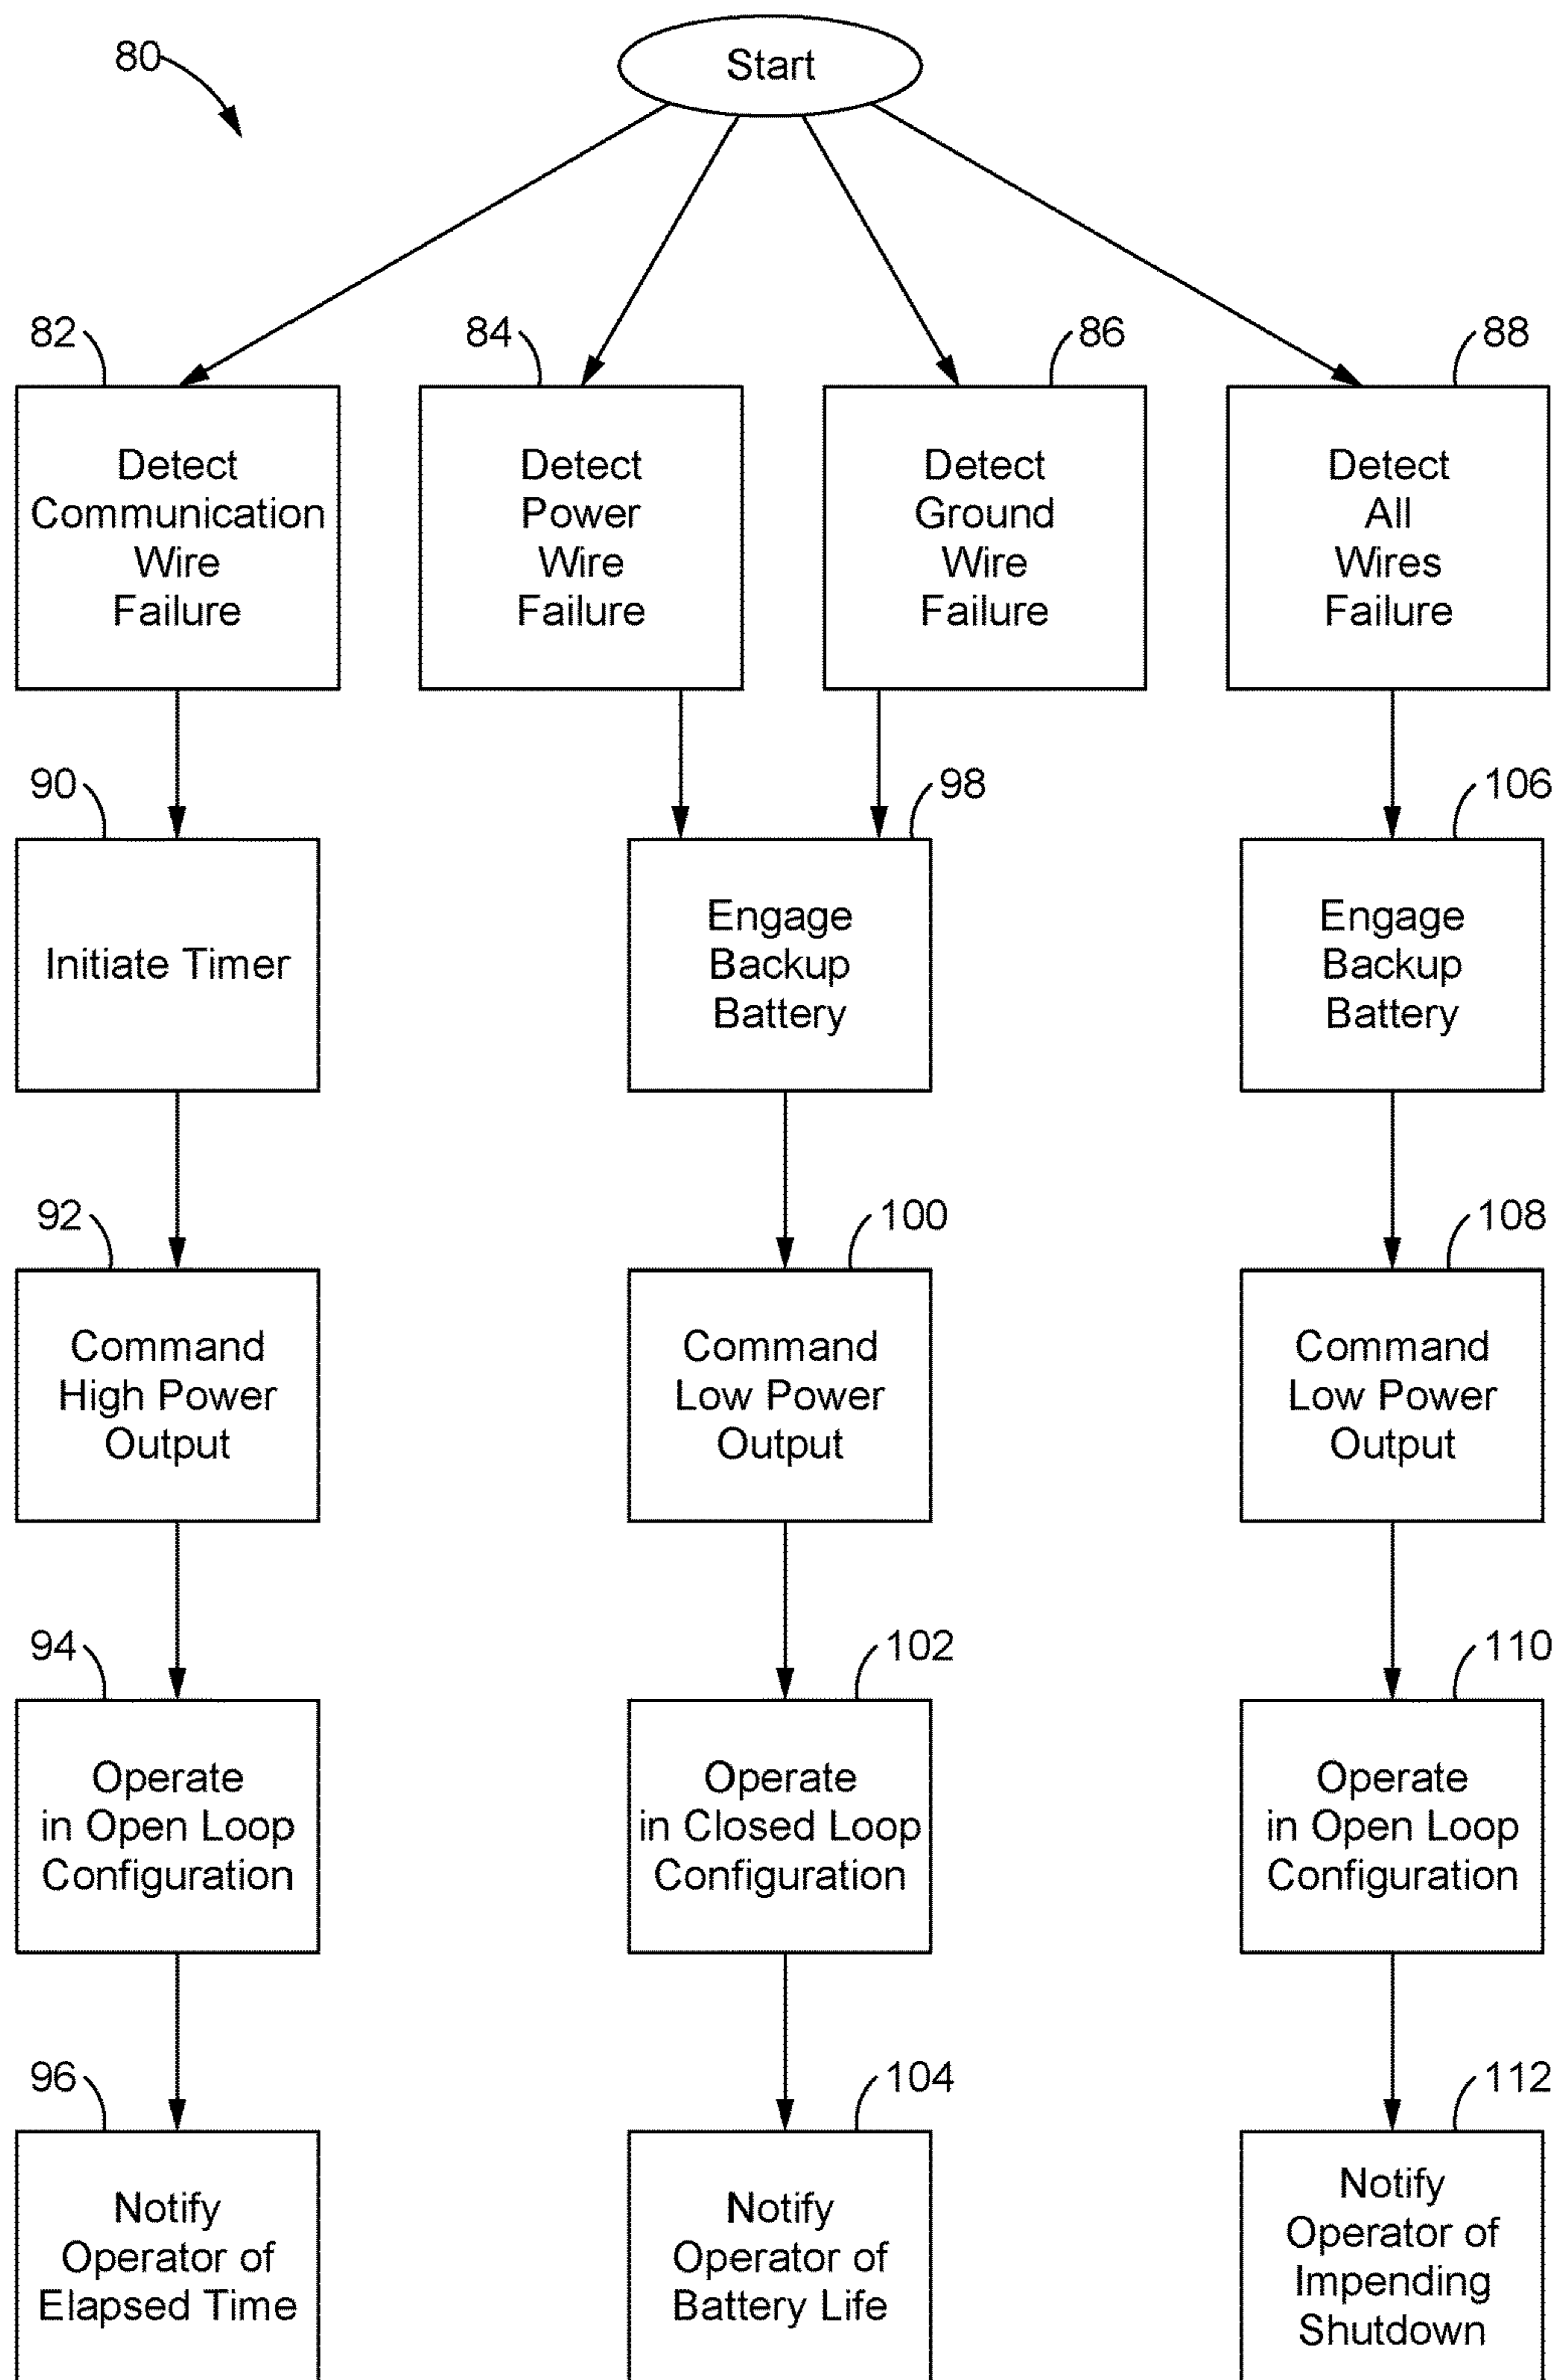 80
Start
82
84
86
88
Detect
Communication
Wire
Failure
Detect
Power
Wire
Failure
Detect
Ground
Wire
Failure
Detect
All
Wires
Failure
90
98
106
Initiate Timer
Engage
Backup
Battery
Engage
Backup
Battery
92
100
108
Command
High Power
Output
Command
Low Power
Output
Command
Low Power
Output
94
102
110
Operate
in Open Loop
Configuration
Operate
in Closed Loop
Configuration
Operate
in Open Loop
Configuration
96
104
112
Notify
Operator of
Elapsed Time
Notify
Operator of
Battery Life
Notify
Operator of
Impending
Shutdown